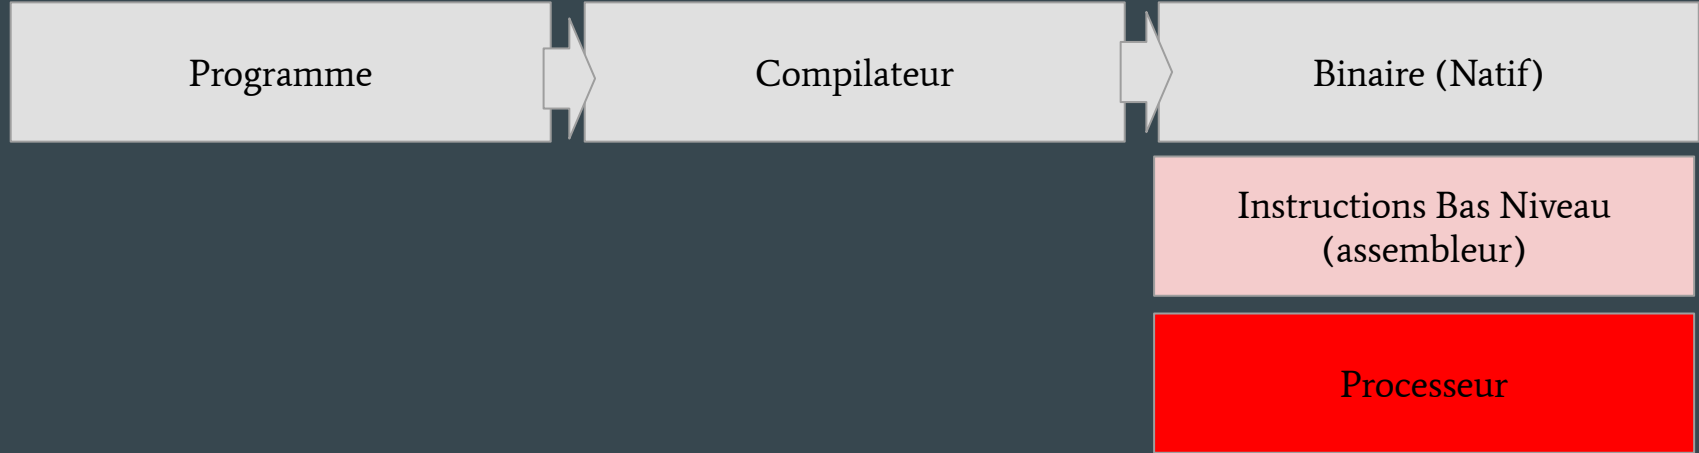 Programme
Compilateur
Binaire (Natif)
Instructions Bas Niveau
(assembleur)
Processeur